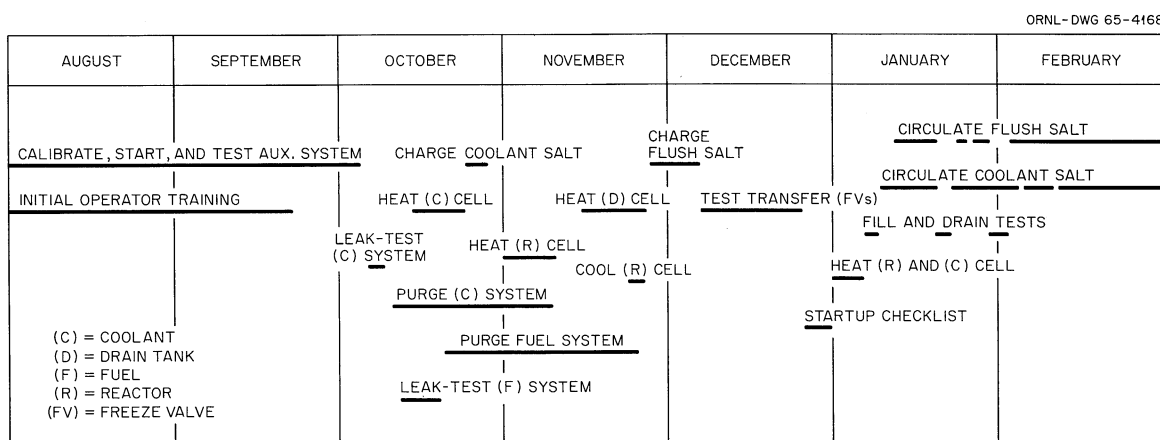 ORNL-DWG 65-4168
AUGUST
SEPTEMBER
OCTOBER
NOVEMBER
DECEMBER
JANUARY
FEBRUARY
CIRCULATE FLUSH SALT
CHARGE
FLUSH SALT
CALIBRATE, START, AND TEST AUX. SYSTEM
CHARGE COOLANT SALT
CIRCULATE COOLANT SALT
INITIAL OPERATOR TRAINING
HEAT (C) CELL
HEAT (D) CELL
TEST TRANSFER (FVs)
FILL AND DRAIN TESTS
LEAK-TEST
(C) SYSTEM
HEAT (R) CELL
COOL (R) CELL
HEAT (R) AND (C) CELL
PURGE (C) SYSTEM
STARTUP CHECKLIST
PURGE FUEL SYSTEM
LEAK-TEST (F) SYSTEM
(C) = COOLANT
(D) = DRAIN TANK
(F) = FUEL
(R) = REACTOR
(FV) = FREEZE VALVE